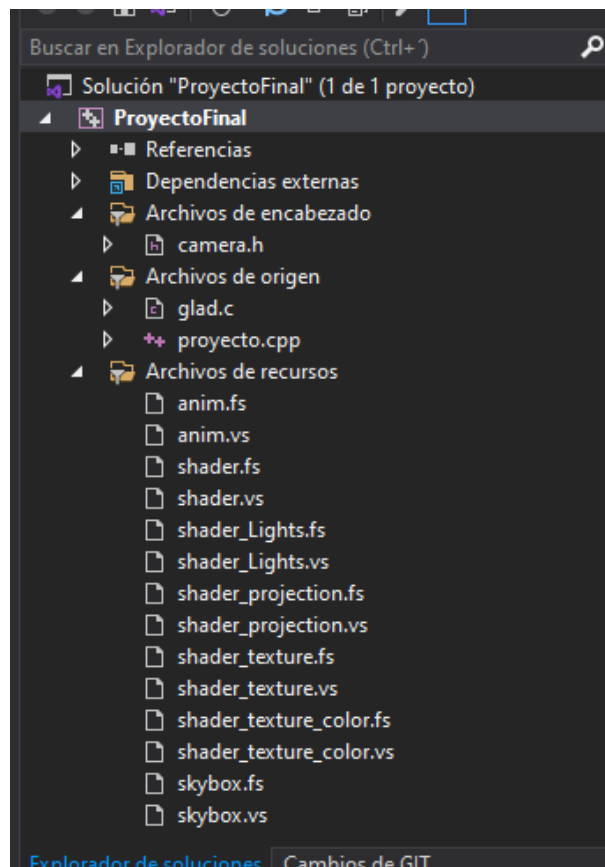 Buscar en Explorador de soluciones (Ctrl+´)
Solución "ProyectoFinal" (1 de 1 proyecto)
ProyectoFinal
Referencias
Dependencias externas
Archivos de encabezado
camera.h
Archivos de origen
glad.c
proyecto.cpp
Archivos de recursos
anim.fs
anim.vs
shader.fs
shader.vs
shader_Lights.fs
shader_Lights.vs
shader_projection.fs
shader_projection.vs
shader_texture.fs
shader_texture.vs
shader_texture_color.fs
shader_texture_color.vs
skybox.fs
skybox.vs
Explorador de soluciones Cambios de GIT